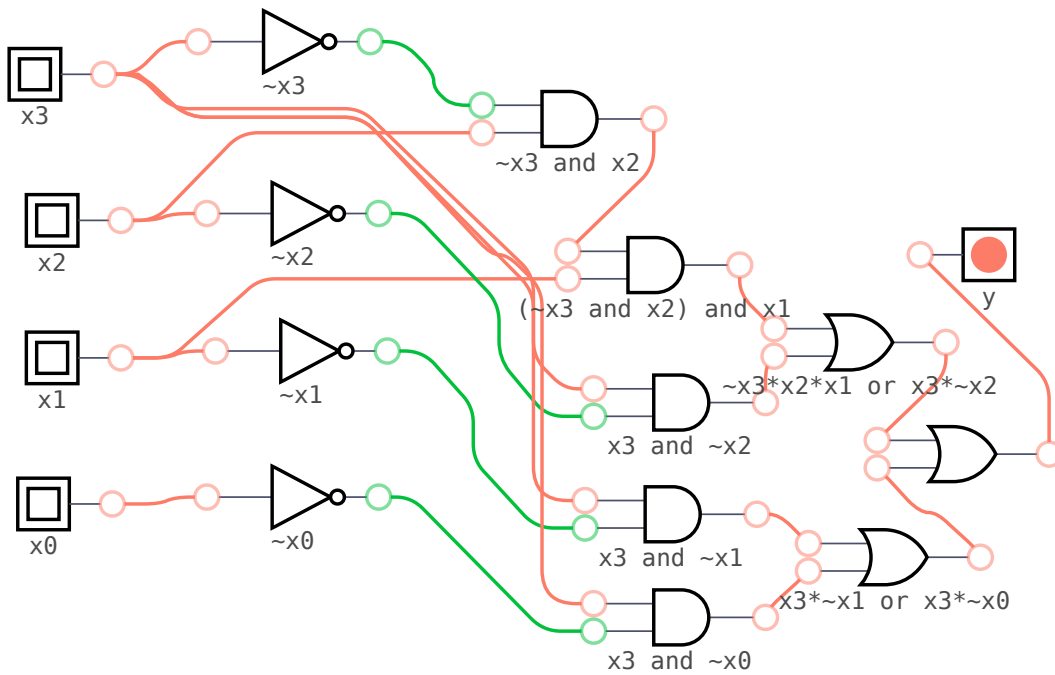 ~x3
x3
~x3 and x2
~x2
x2
y
(~x3 and x2) and x1
~x1
x1
~x3*x2*x1 or x3*~x2
x3 and ~x2
~x0
x0
x3 and ~x1
x3*~x1 or x3*~x0
x3 and ~x0